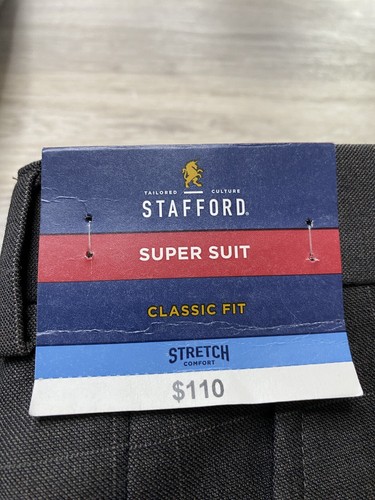 TAILORED CULTURE
STAFFORD®
SUPER SUIT
CLASSIC FIT
STRETCH
COMFORT
$110